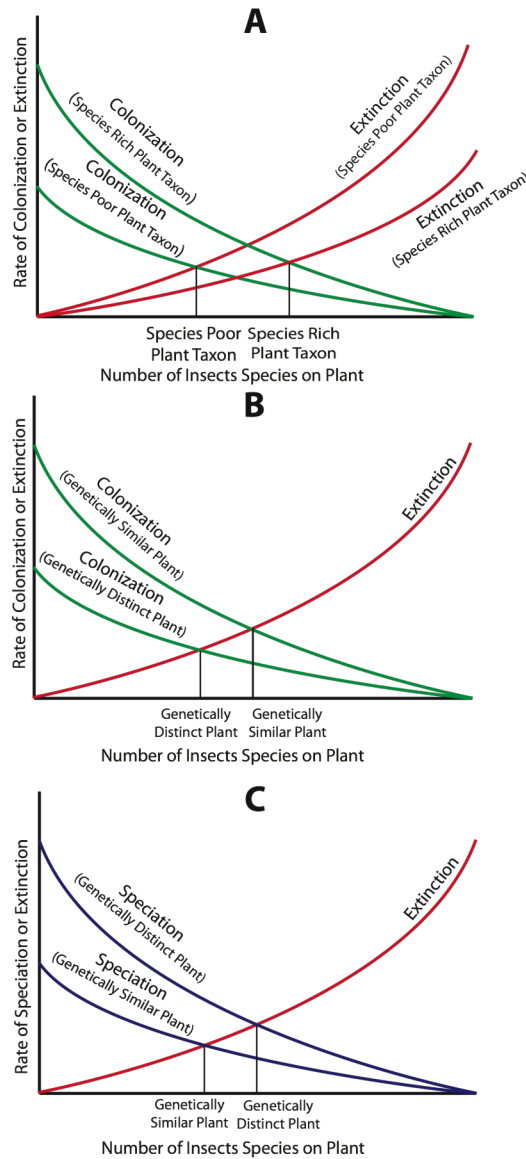 A
Rate of Colonization or Extinction
Colonization
(Species Rich Plant Taxon)
Colonization
(Species Poor Plant Taxon)
Extinction
(Species Poor Plant Taxon)
Extinction
(Species Rich Plant Taxon)
Species Poor
Plant Taxon
Species Rich
Plant Taxon
Number of Insects Species on Plant
B
Rate of Colonization or Extinction
Colonization
(Genetically Similar Plant)
Colonization
(Genetically Distinct Plant)
Extinction
Genetically
Distinct Plant
Genetically
Similar Plant
Number of Insects Species on Plant
C
Rate of Speciation or Extinction
Speciation
(Genetically Distinct Plant)
Speciation
(Genetically Similar Plant)
Extinction
Genetically
Similar Plant
Genetically
Distinct Plant
Number of Insects Species on Plant